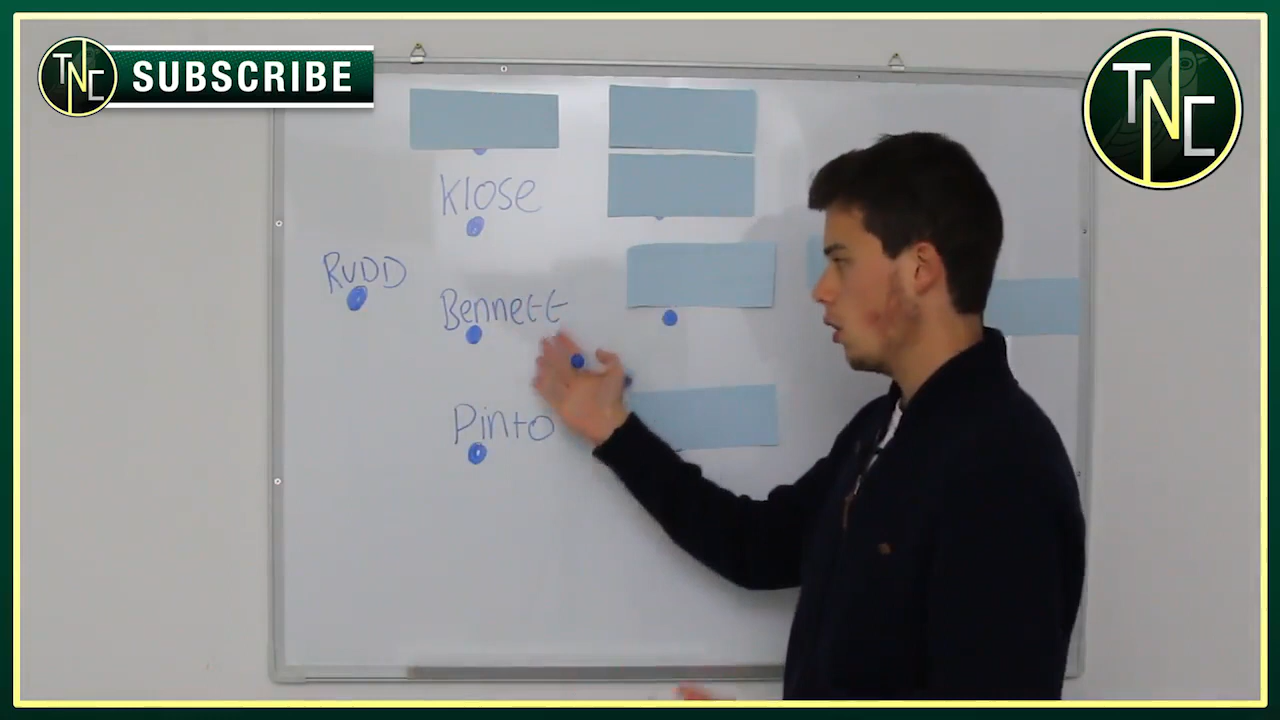 TNC SUBSCRIBE
TNC
Klose
RUDD
Bennett
Pinto